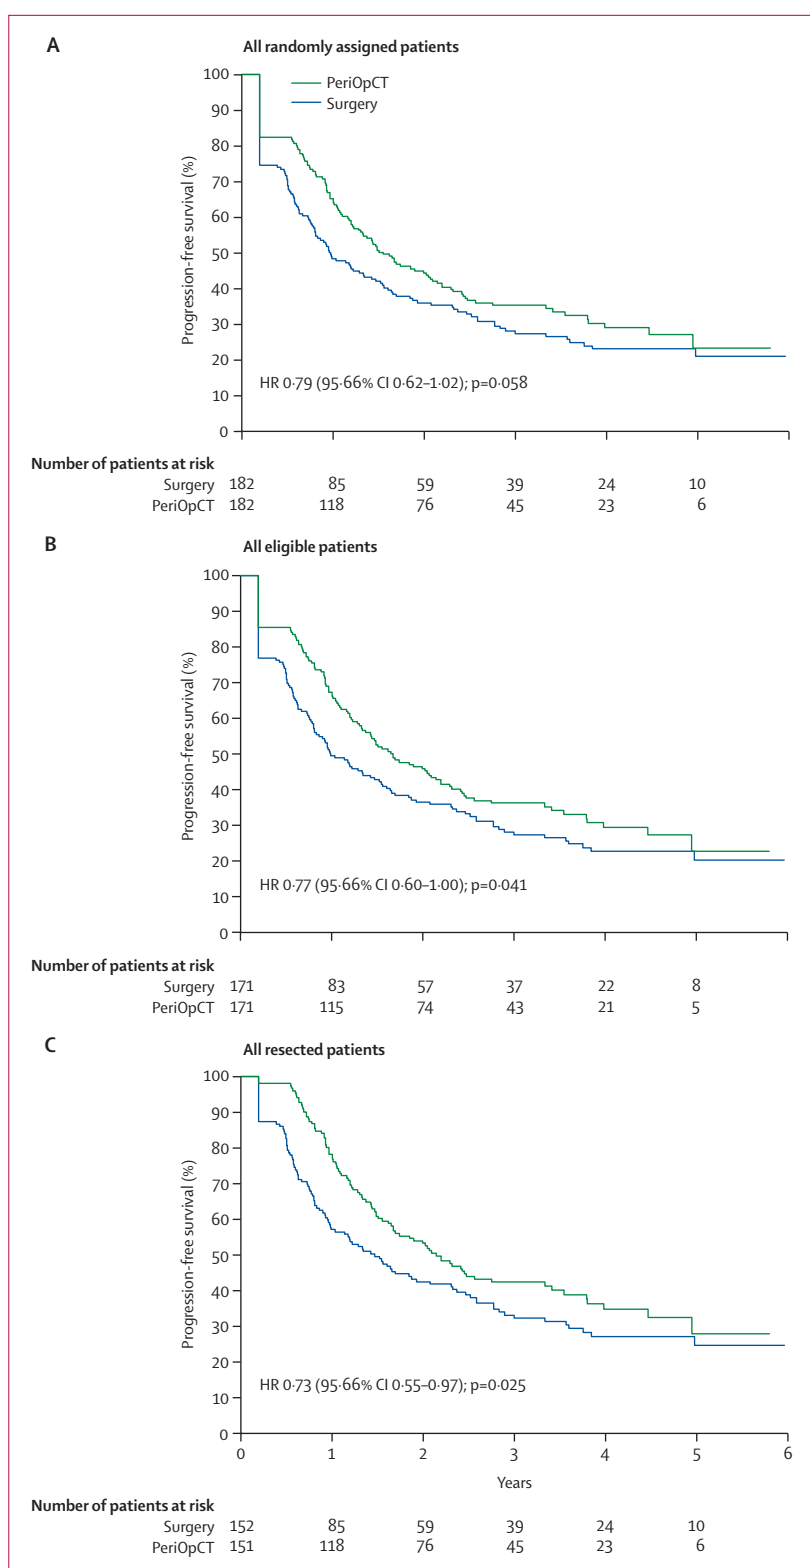 A
All randomly assigned patients
PeriOpCT
Surgery
100
90
80
70
60
50
40
30
20
10
0
Progression-free survival (%)
HR 0·79 (95·66% CI 0·62–1·02); p=0·058
Number of patients at risk
Surgery 182 85 59 39 24 10
PeriOpCT 182 118 76 45 23 6
B
All eligible patients
100
90
80
70
60
50
40
30
20
10
0
Progression-free survival (%)
HR 0·77 (95·66% CI 0·60–1·00); p=0·041
Number of patients at risk
Surgery 171 83 57 37 22 8
PeriOpCT 171 115 74 43 21 5
C
All resected patients
100
90
80
70
60
50
40
30
20
10
0
Progression-free survival (%)
HR 0·73 (95·66% CI 0·55–0·97); p=0·025
0 1 2 3 4 5 6
Years
Number of patients at risk
Surgery 152 85 59 39 24 10
PeriOpCT 151 118 76 45 23 6